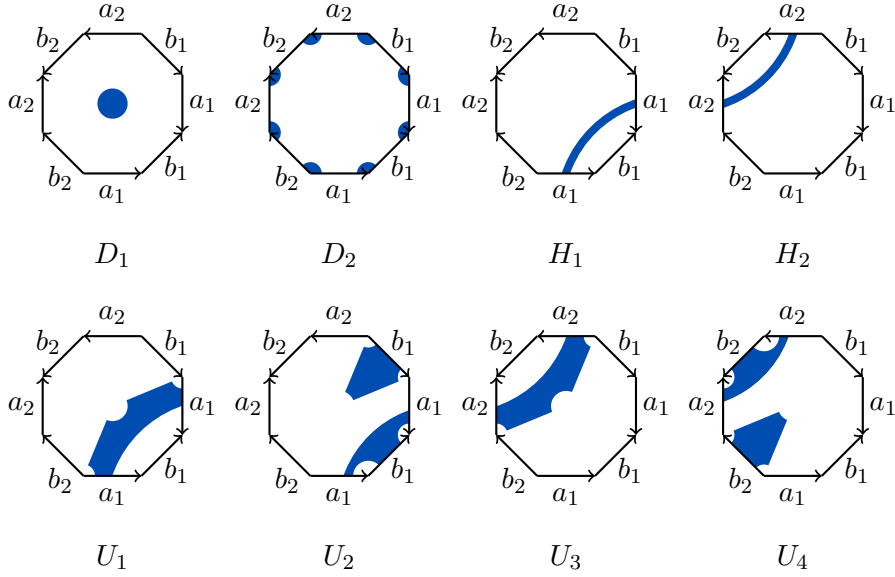 a₂ a₂ a₂ a₂
b₂ b₁ b₂ b₁ b₂ b₁ b₂ b₁
a₂ a₁ a₂ a₁ a₂ a₁ a₂ a₁
b₂ b₁ b₂ b₁ b₂ b₁ b₂ b₁
a₁ a₁ a₁ a₁
D₁ D₂ H₁ H₂
a₂ a₂ a₂ a₂
b₂ b₁ b₂ b₁ b₂ b₁ b₂ b₁
a₂ a₁ a₂ a₁ a₂ a₁ a₂ a₁
b₂ b₁ b₂ b₁ b₂ b₁ b₂ b₁
a₁ a₁ a₁ a₁
U₁ U₂ U₃ U₄